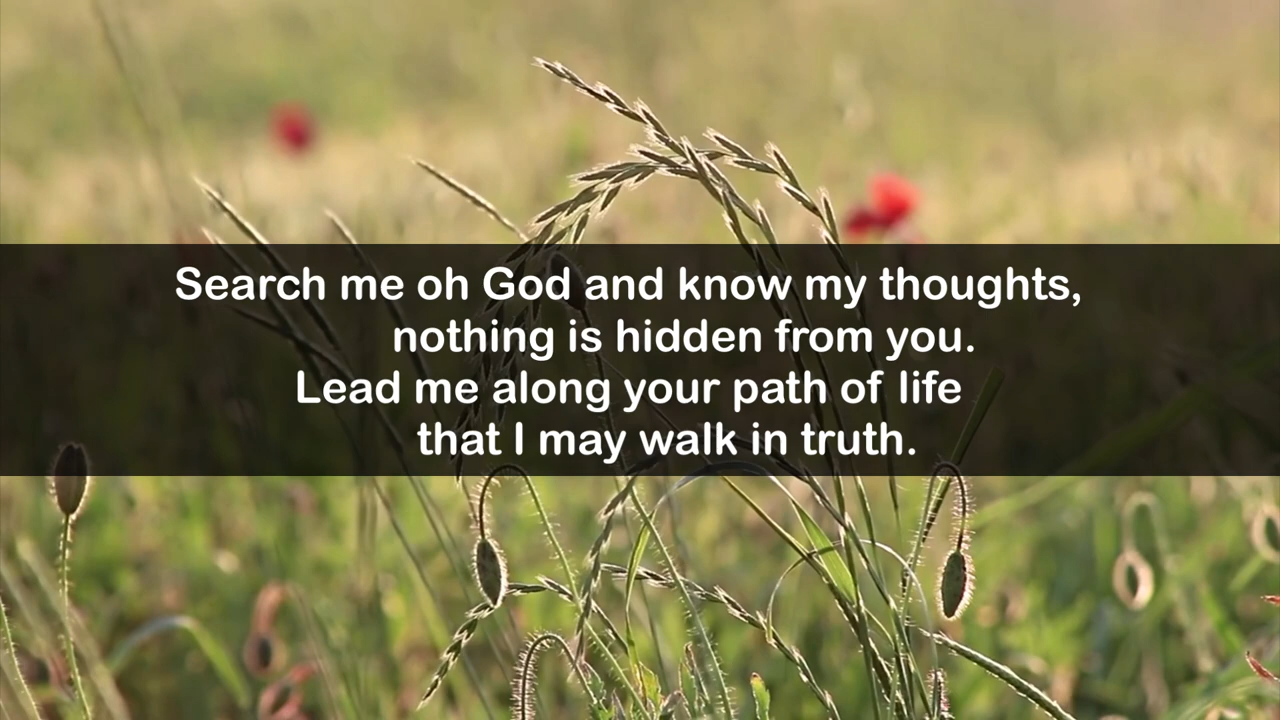 Search me oh God and know my thoughts,
nothing is hidden from you.
Lead me along your path of life
that I may walk in truth.